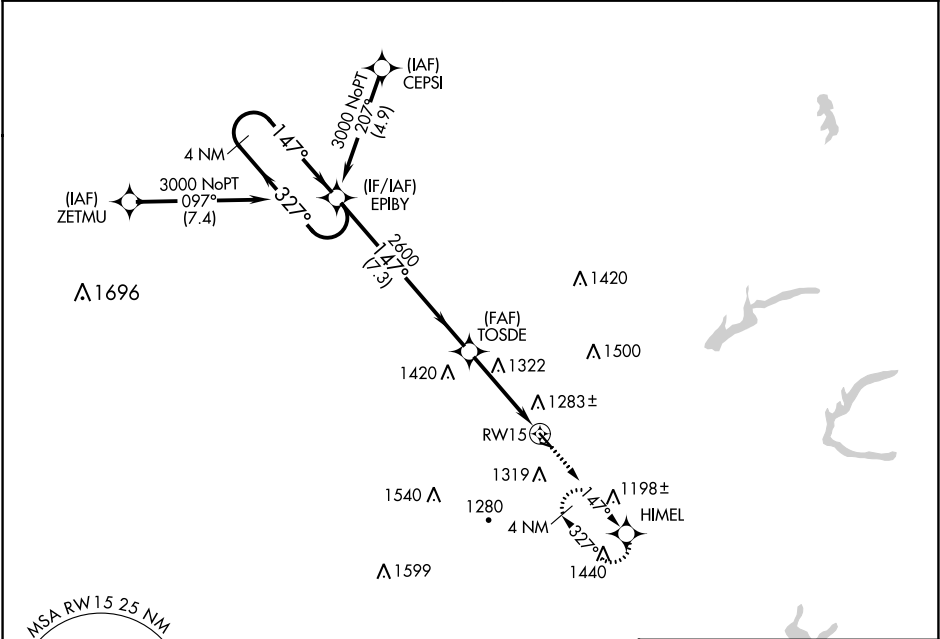 (IAF)
CEPSI
3000 NoPT
207°
(4.9)
4 NM
147°
327°
(IF/IAF)
EPIBY
(IAF)
ZETMU
3000 NoPT
097°
(7.4)
2600
147°
(7.3)
1696
1420
(FAF)
TOSDE
1500
1420
1322
1283±
RW15
1319
1540
1280
147°
1198±
HIMEL
4 NM
327°
1440
1599
MSA RW15 25 NM